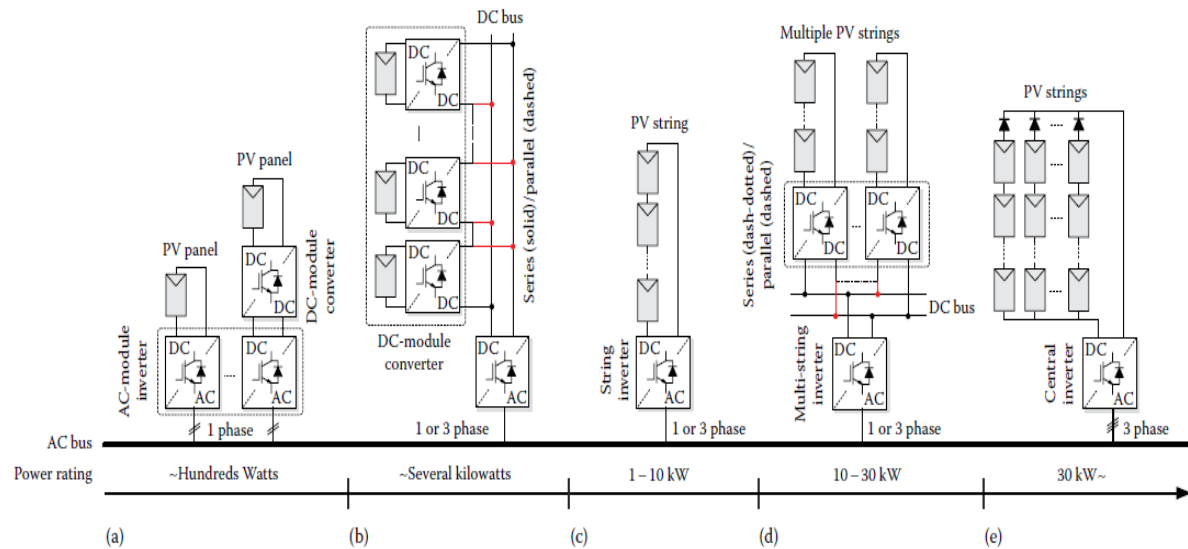 DC bus
Multiple PV strings
PV strings
PV string
PV panel
PV panel
DC
DC
DC
DC
DC
DC
DC-module
converter
Series (solid)/parallel (dashed)
DC
DC
DC-module
converter
DC
AC
DC
AC
AC-module
inverter
1 phase
DC
AC
1 or 3 phase
String
inverter
DC
AC
1 or 3 phase
Series (dash-dotted)/
parallel (dashed)
DC
DC
DC
DC
DC bus
Multi-string
inverter
DC
AC
1 or 3 phase
Central
inverter
DC
AC
3 phase
AC bus
Power rating
~Hundreds Watts
~Several kilowatts
1–10 kW
10–30 kW
30 kW~
(a)
(b)
(c)
(d)
(e)